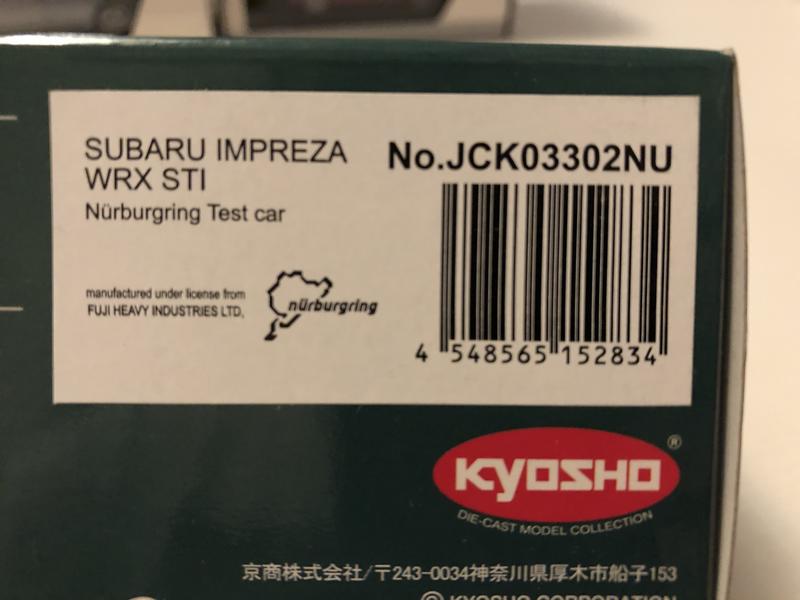 SUBARU IMPREZA
WRX STI
Nürburgring Test car
No.JCK03302NU
manufactured under license from
FUJI HEAVY INDUSTRIES LTD.
nürburgring
4 548565 152834
KYOSHO ®
DIE-CAST MODEL COLLECTION
京商株式会社/〒243-0034神奈川県厚木市船子153
© KYOSHO CORPORATION